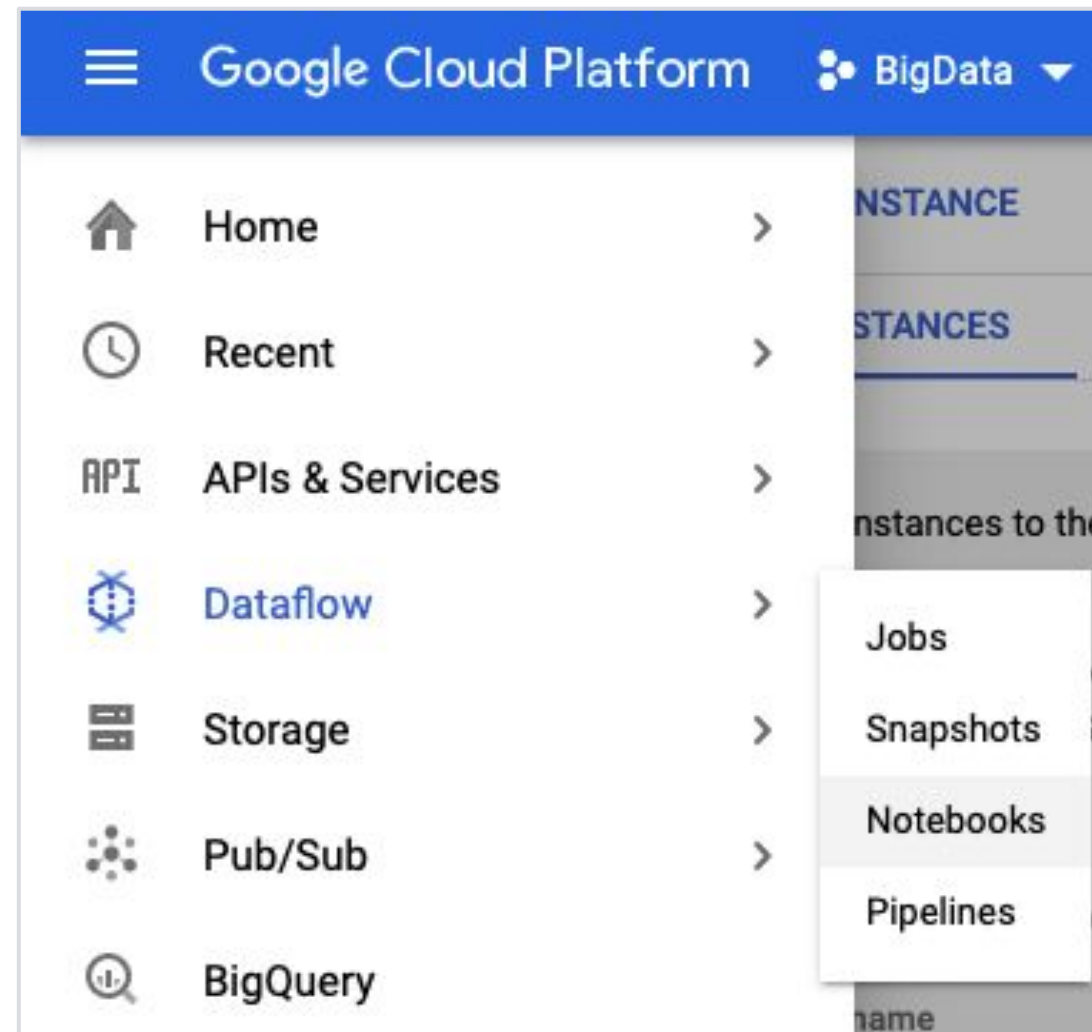 Google Cloud Platform BigData
Home
NSTANCE
Recent
STANCES
API APIs & Services
nstances to the
Dataflow
Jobs
Storage
Snapshots
Notebooks
Pub/Sub
Pipelines
BigQuery
name